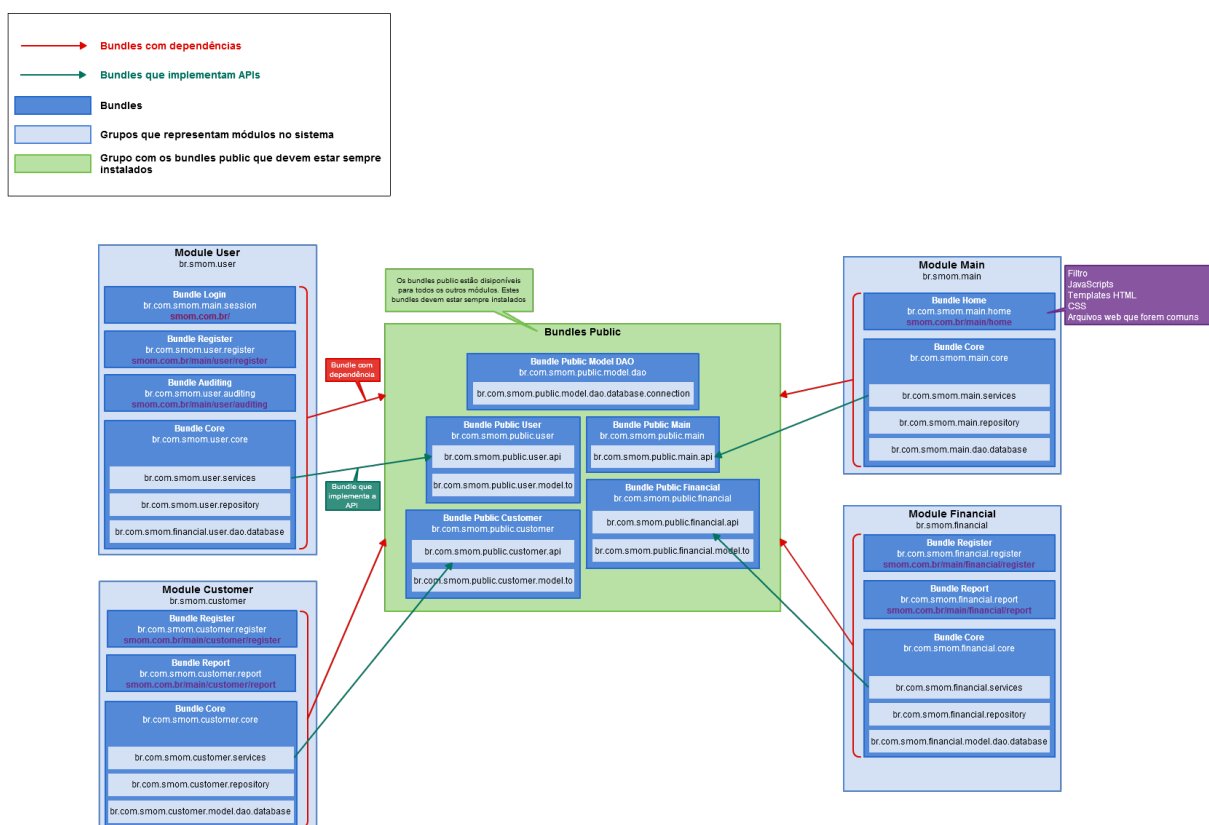 Bundles com dependências
Bundles que implementam APIs
Bundles
Grupos que representam módulos no sistema
Grupo com os bundles public que devem estar sempre
instalados
Module User
br.smom.user
Bundle Login
br.com.smom.main.session
smom.com.br/
Bundle Register
br.com.smom.user.register
smom.com.br/main/user/register
Bundle Auditing
br.com.smom.user.auditing
smom.com.br/main/user/auditing
Bundle Core
br.com.smom.user.core
br.com.smom.user.services
br.com.smom.user.repository
br.com.smom.financial.user.dao.database
Bundle com
dependência
Bundle que
implementa a
API
Module Customer
br.smom.customer
Bundle Register
br.com.smom.customer.register
smom.com.br/main/customer/register
Bundle Report
br.com.smom.customer.report
smom.com.br/main/customer/report
Bundle Core
br.com.smom.customer.core
br.com.smom.customer.services
br.com.smom.customer.repository
br.com.smom.customer.model.dao.database
Os bundles public estão disiponíveis
para todos os outros módulos. Estes
bundles devem estar sempre instalados
Bundles Public
Bundle Public Model DAO
br.com.smom.public.model.dao
br.com.smom.public.model.dao.database.connection
Bundle Public User
br.com.smom.public.user
br.com.smom.public.user.api
br.com.smom.public.user.model.to
Bundle Public Main
br.com.smom.public.main
br.com.smom.public.main.api
Bundle Public Financial
br.com.smom.public.financial
br.com.smom.public.financial.api
br.com.smom.public.financial.model.to
Bundle Public Customer
br.com.smom.public.customer
br.com.smom.public.customer.api
br.com.smom.public.customer.model.to
Module Main
br.smom.main
Bundle Home
br.com.smom.main.home
smom.com.br/main/home
Bundle Core
br.com.smom.main.core
br.com.smom.main.services
br.com.smom.main.repository
br.com.smom.main.dao.database
Filtro
JavaScripts
Templates HTML
CSS
Arquivos web que forem comuns
Module Financial
br.smom.financial
Bundle Register
br.com.smom.financial.register
smom.com.br/main/financial/register
Bundle Report
br.com.smom.financial.report
smom.com.br/main/financial/report
Bundle Core
br.com.smom.financial.core
br.com.smom.financial.services
br.com.smom.financial.repository
br.com.smom.financial.model.dao.database